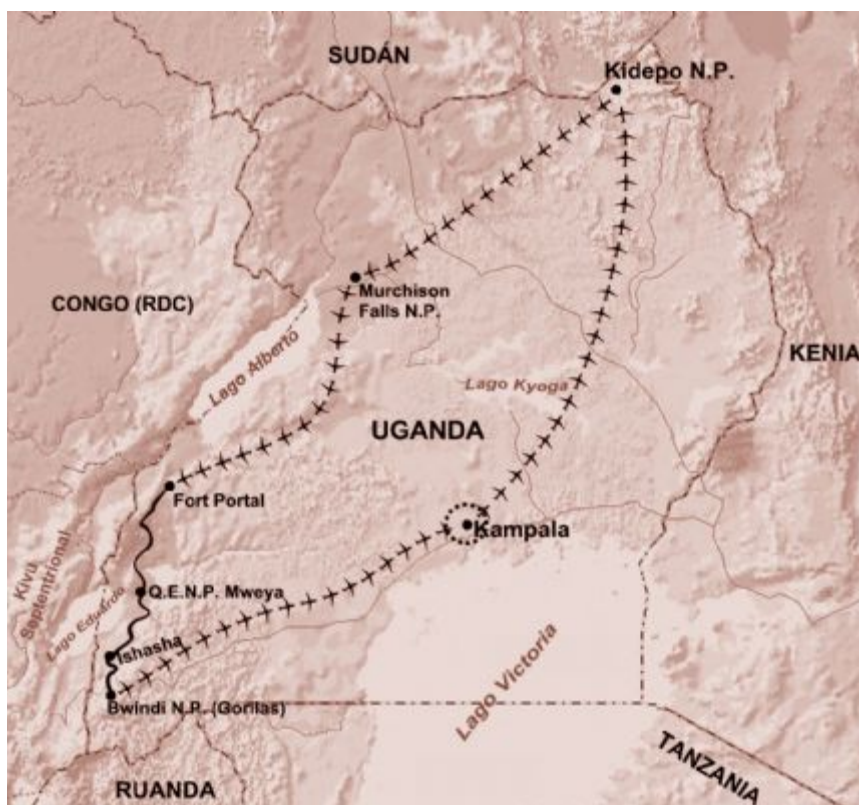 SUDÁN
Kidepo N.P.
Murchison
Falls N.P.
CONGO (RDC)
Lago Alberto
KENIA
Lago Kyoga
UGANDA
Fort Portal
Kampala
Kivu
Septentrional
Q.E.N.P. Mweya
Lago Eduardo
Ishasha
Bwindi N.P. (Gorilas)
Lago Victoria
TANZANIA
RUANDA